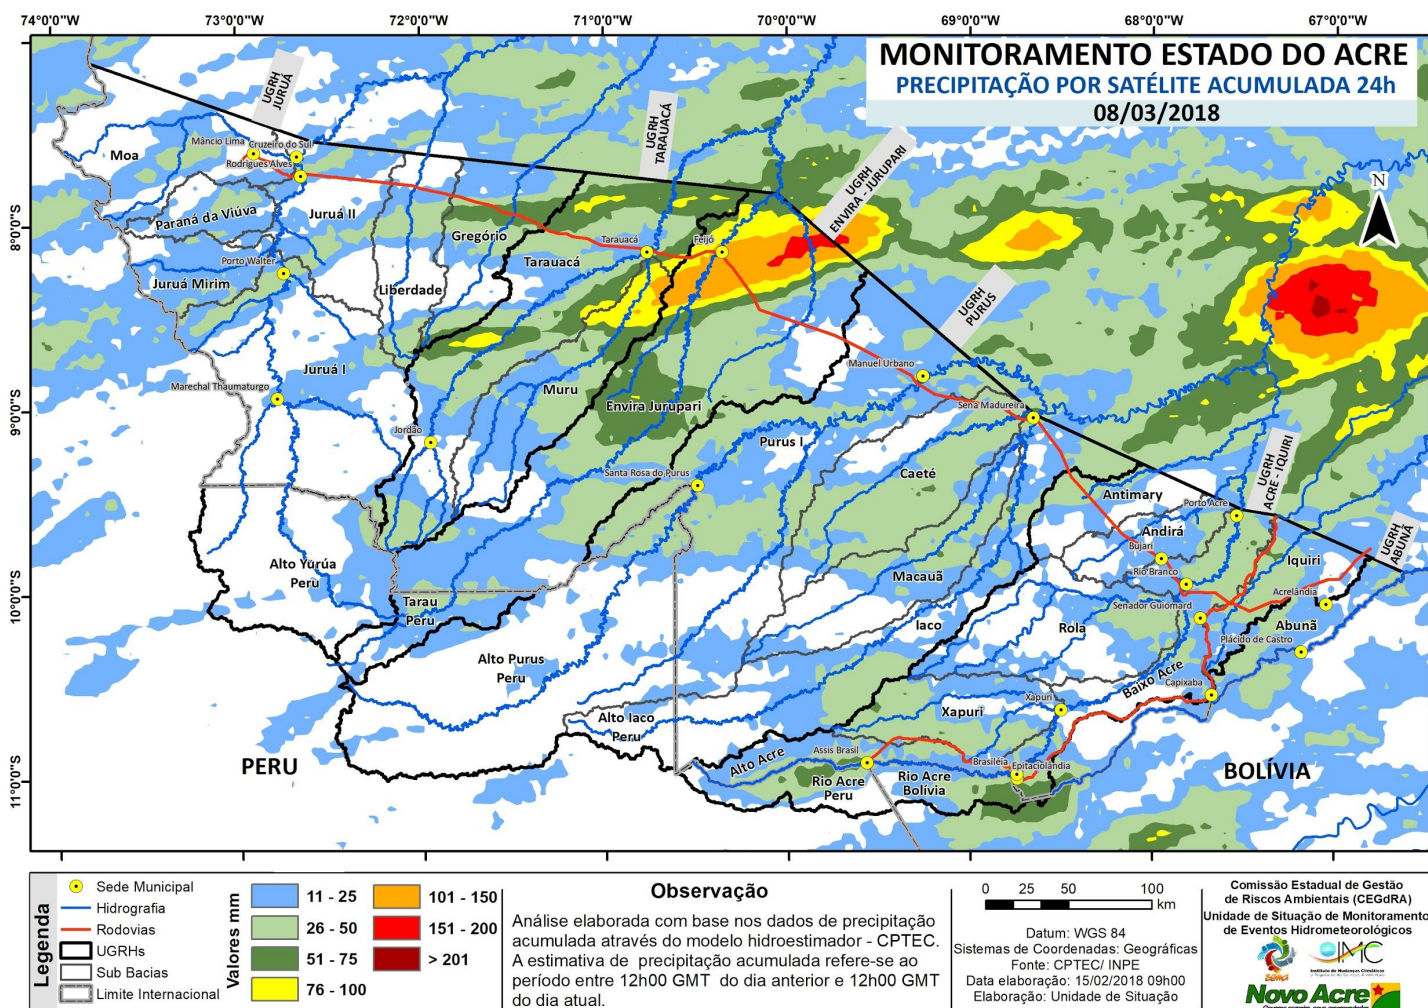 74°0'0"W
73°0'0"W
72°0'0"W
71°0'0"W
70°0'0"W
69°0'0"W
68°0'0"W
67°0'0"W
MONITORAMENTO ESTADO DO ACRE
PRECIPITAÇÃO POR SATÉLITE ACUMULADA 24h
08/03/2018
8°0'0"S
9°0'0"S
10°0'0"S
11°0'0"S
N
UGRH
JURUÁ
UGRH
TARAUACÁ
UGRH
ENVIRA - JURUPARI
UGRH
PURUS
UGRH
ACRE - IQUIRI
UGRH
ABUNÃ
Mâncio Lima
Cruzeiro do Sul
Rodrigues Alves
Moa
Paraná da Viúva
Juruá II
Gregório
Tarauacá
Feijó
Tarauacá
Porto Walter
Juruá Mirim
Liberdade
Juruá I
Manuel Urbano
Marechal Thaumaturgo
Muru
Envira Jurupari
Sena Madureira
Jordão
Purus I
Santa Rosa do Purus
Caeté
Antimary
Porto Acre
Andirá
Bujari
Rio Branco
Iquiri
Alto Yurúa
Peru
Macauã
Acrelândia
Tarau
Peru
Senador Guiomard
Iaco
Rola
Abunã
Plácido de Castro
Alto Purus
Peru
Baixo Acre
Capixaba
Xapuri
Xapuri
Alto Iaco
Peru
Assis Brasil
Alto Acre
Brasiléia
Epitaciolândia
PERU
Rio Acre
Peru
Rio Acre
Bolívia
BOLÍVIA
Legenda
Sede Municipal
Hidrografia
Rodovias
UGRHs
Sub Bacias
Limite Internacional
Valores mm
11 - 25
26 - 50
51 - 75
76 - 100
101 - 150
151 - 200
> 201
Observação
Análise elaborada com base nos dados de precipitação
acumulada através do modelo hidroestimador - CPTEC.
A estimativa de precipitação acumulada refere-se ao
período entre 12h00 GMT do dia anterior e 12h00 GMT
do dia atual.
0 25 50 100
km
Datum: WGS 84
Sistemas de Coordenadas: Geográficas
Fonte: CPTEC/ INPE
Data elaboração: 15/02/2018 09h00
Elaboração: Unidade de Situação
Comissão Estadual de Gestão
de Riscos Ambientais (CEGdRA)
Unidade de Situação de Monitoramento
de Eventos Hidrometeorológicos
IMC
Novo Acre